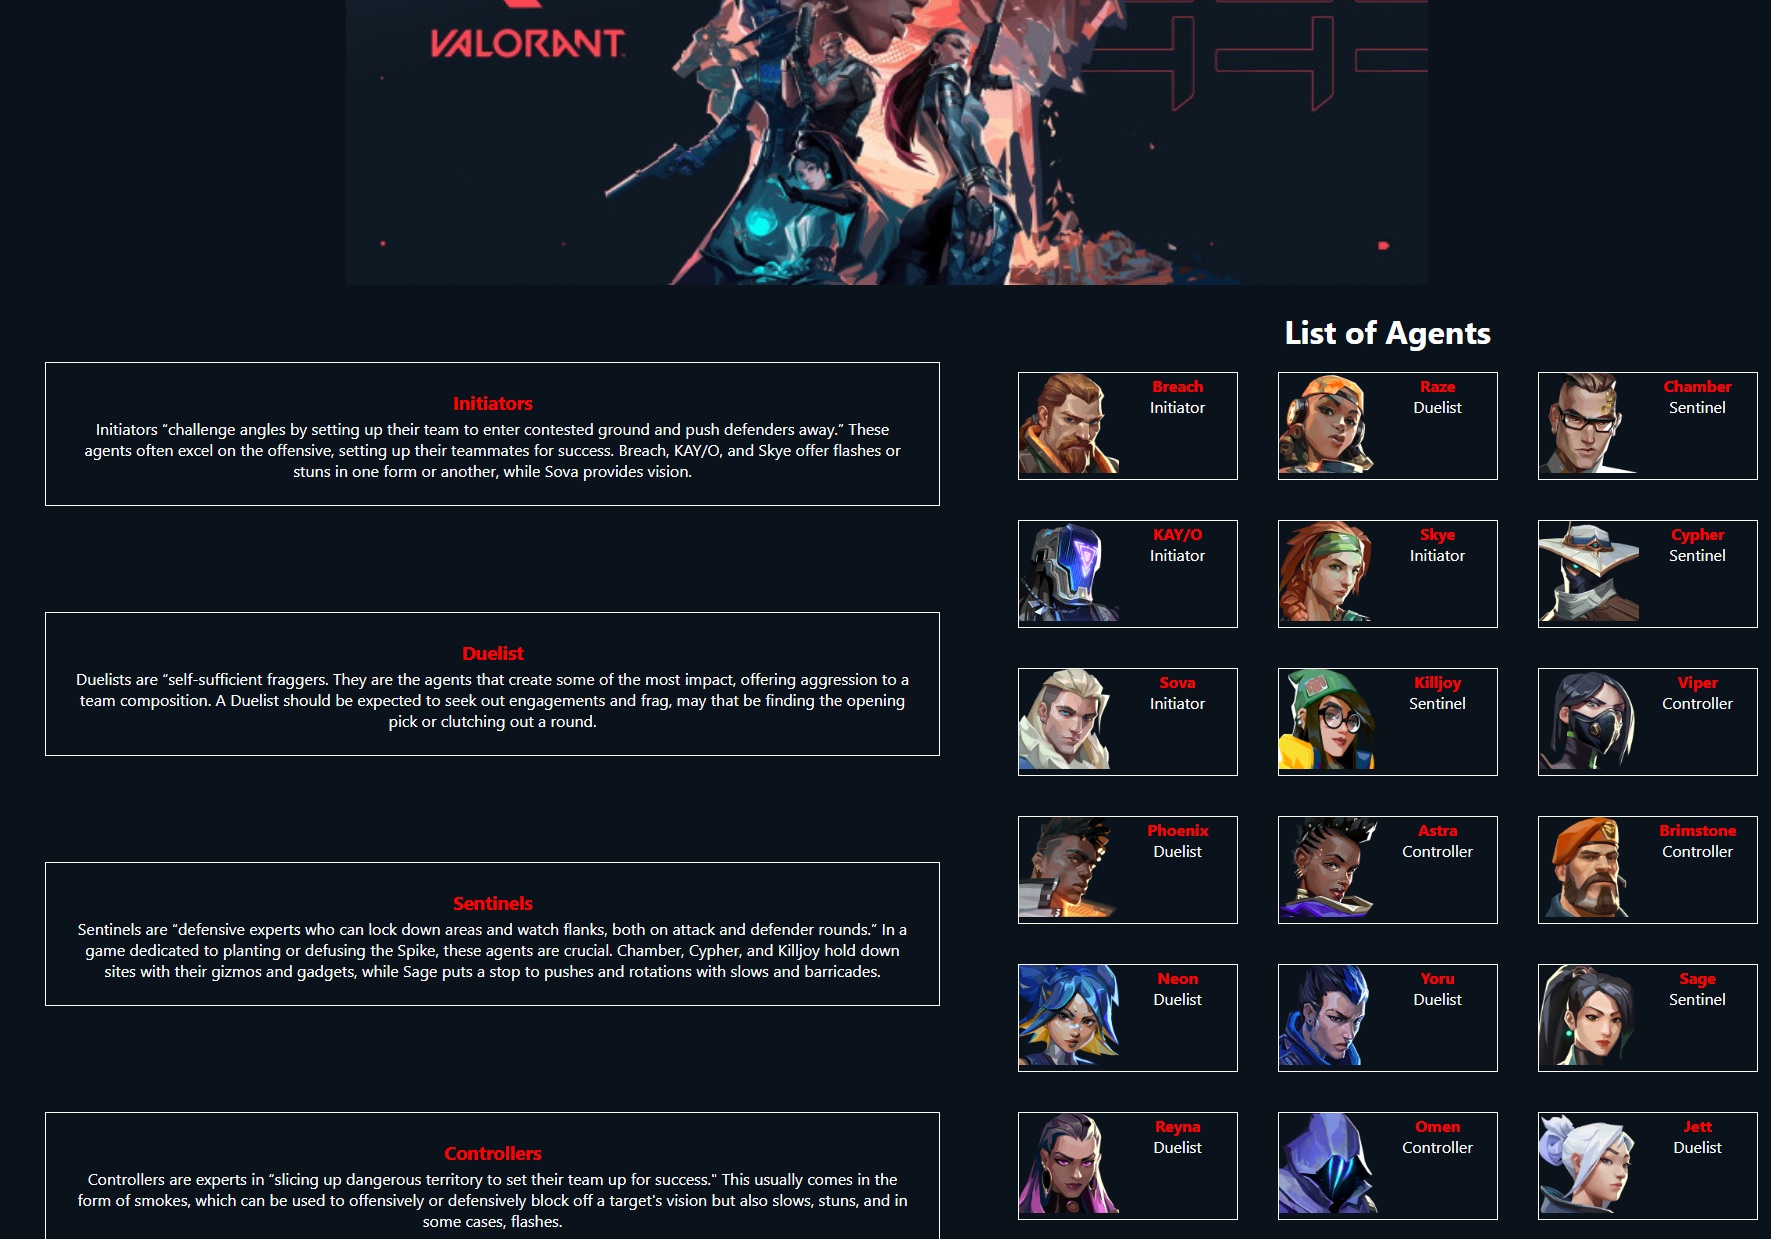 VALORANT
List of Agents
Initiators
Initiators “challenge angles by setting up their team to enter contested ground and push defenders away.” These
agents often excel on the offensive, setting up their teammates for success. Breach, KAY/O, and Skye offer flashes or
stuns in one form or another, while Sova provides vision.
Duelist
Duelists are “self-sufficient fraggers. They are the agents that create some of the most impact, offering aggression to a
team composition. A Duelist should be expected to seek out engagements and frag, may that be finding the opening
pick or clutching out a round.
Sentinels
Sentinels are “defensive experts who can lock down areas and watch flanks, both on attack and defender rounds.” In a
game dedicated to planting or defusing the Spike, these agents are crucial. Chamber, Cypher, and Killjoy hold down
sites with their gizmos and gadgets, while Sage puts a stop to pushes and rotations with slows and barricades.
Controllers
Controllers are experts in “slicing up dangerous territory to set their team up for success." This usually comes in the
form of smokes, which can be used to offensively or defensively block off a target's vision but also slows, stuns, and in
some cases, flashes.
Breach
Initiator
Raze
Duelist
Chamber
Sentinel
KAY/O
Initiator
Skye
Initiator
Cypher
Sentinel
Sova
Initiator
Killjoy
Sentinel
Viper
Controller
Phoenix
Duelist
Astra
Controller
Brimstone
Controller
Neon
Duelist
Yoru
Duelist
Sage
Sentinel
Reyna
Duelist
Omen
Controller
Jett
Duelist